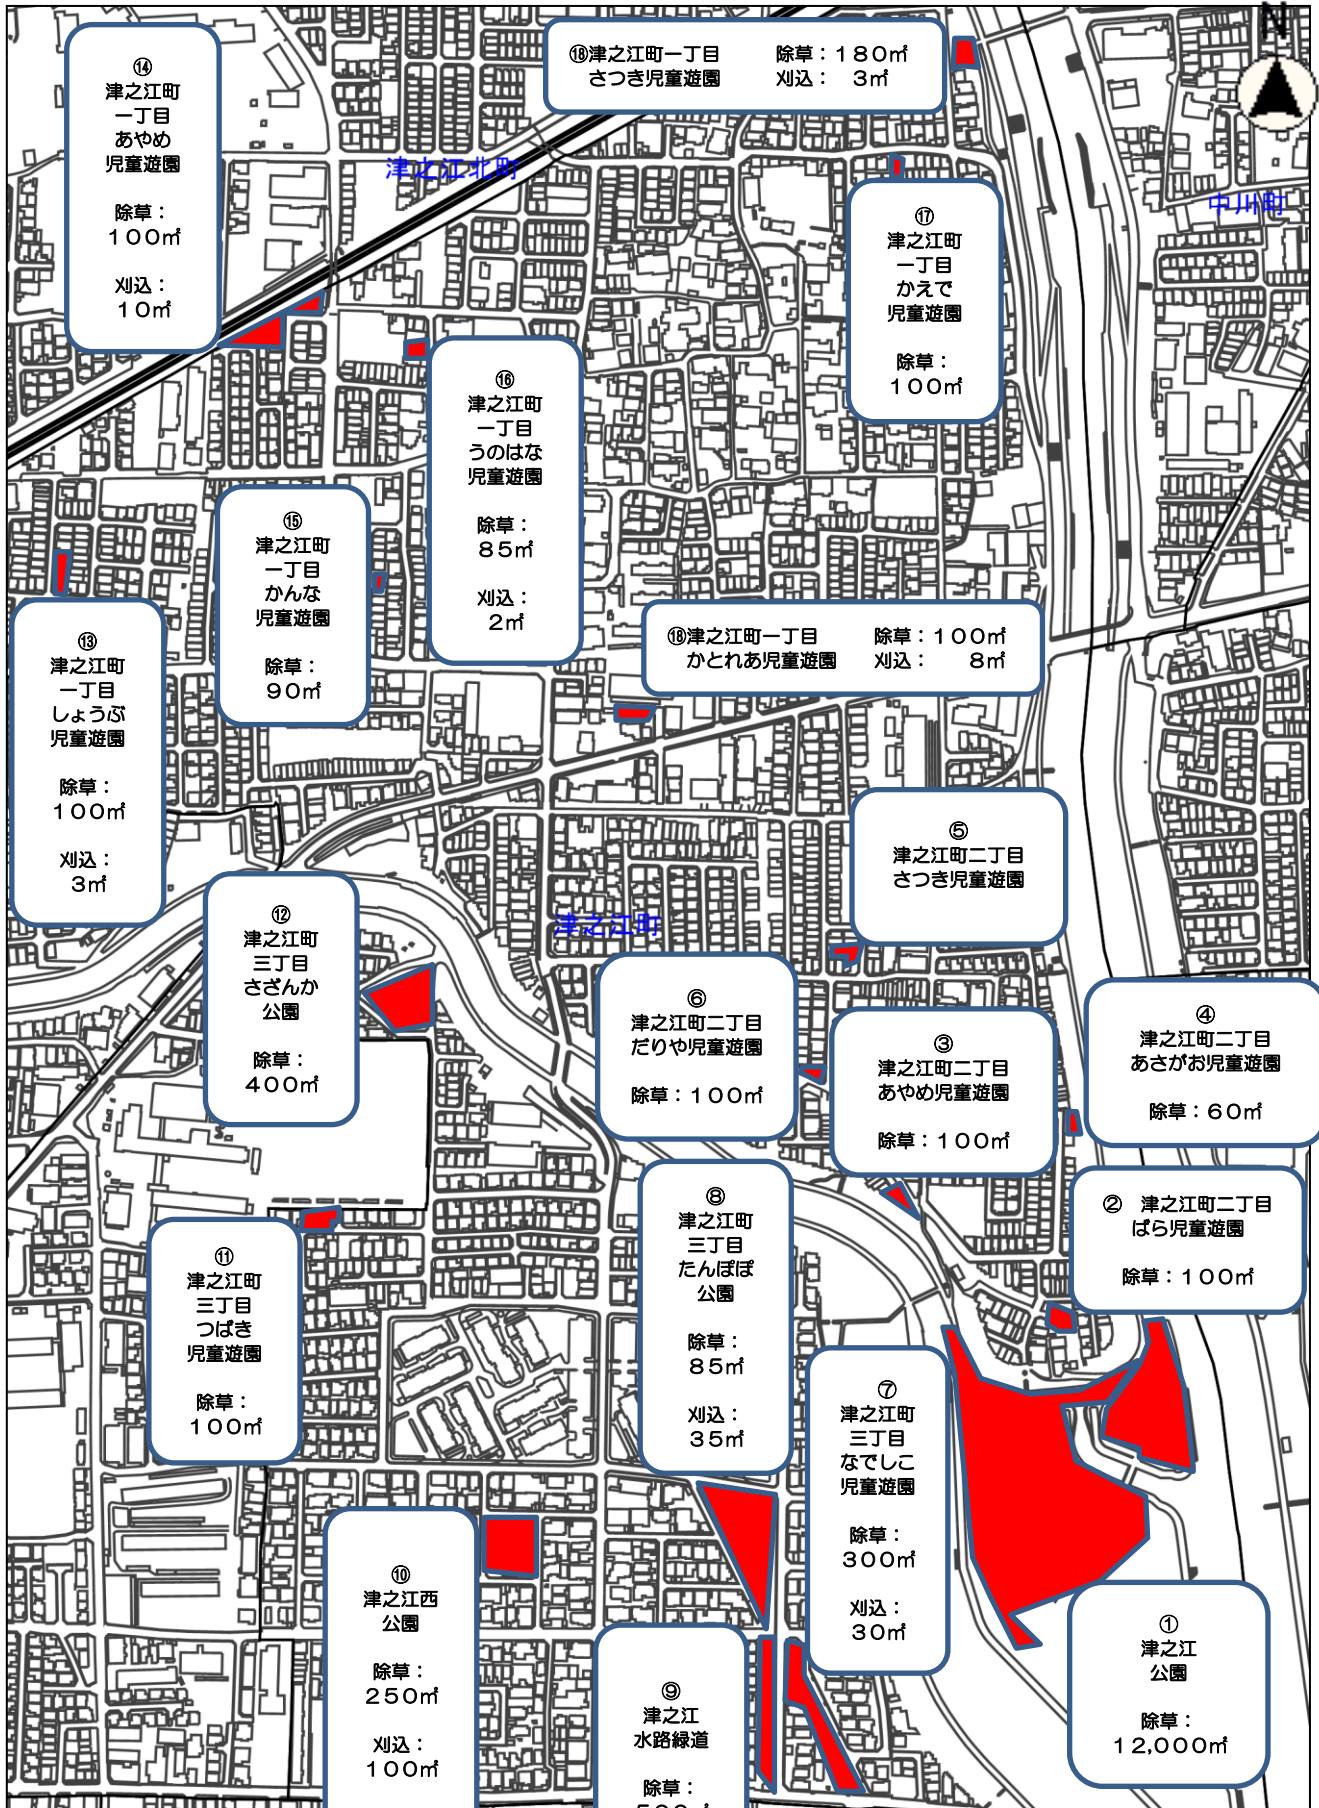 N
⑭
津之江町
一丁目
あやめ
児童遊園
除草：
100㎡
刈込：
10㎡
⑱津之江町一丁目 除草：180㎡
さつき児童遊園 刈込： 3㎡
津之江北町
中川町
⑰
津之江町
一丁目
かえで
児童遊園
除草：
100㎡
⑯
津之江町
一丁目
うのはな
児童遊園
除草：
85㎡
刈込：
2㎡
⑮
津之江町
一丁目
かんな
児童遊園
除草：
90㎡
⑬
津之江町
一丁目
しょうぶ
児童遊園
除草：
100㎡
刈込：
3㎡
⑱津之江町一丁目 除草：100㎡
かとれあ児童遊園 刈込： 8㎡
⑤
津之江町二丁目
さつき児童遊園
津之江町
⑫
津之江町
三丁目
さざんか
公園
除草：
400㎡
⑥
津之江町二丁目
だりや児童遊園
除草：100㎡
③
津之江町二丁目
あやめ児童遊園
除草：100㎡
④
津之江町二丁目
あさがお児童遊園
除草：60㎡
② 津之江町二丁目
ばら児童遊園
除草：100㎡
⑧
津之江町
三丁目
たんぽぽ
公園
除草：
85㎡
刈込：
35㎡
⑪
津之江町
三丁目
つばき
児童遊園
除草：
100㎡
⑦
津之江町
三丁目
なでしこ
児童遊園
除草：
300㎡
刈込：
30㎡
⑩
津之江西
公園
除草：
250㎡
刈込：
100㎡
⑨
津之江
水路緑道
除草：
①
津之江
公園
除草：
12,000㎡